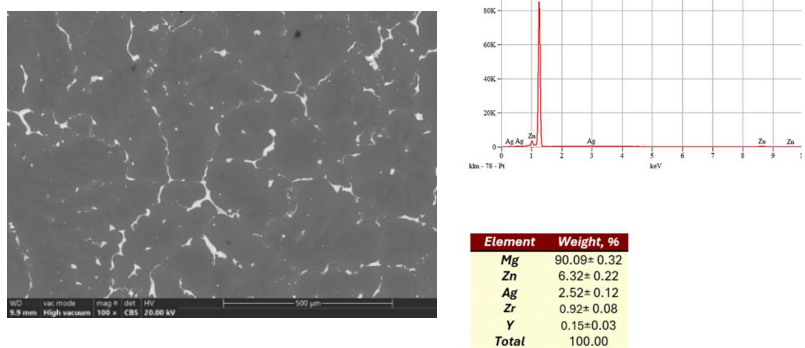 WD vac mode mag ⊞ det HV
9.9 mm High vacuum 100 × CBS 20.00 kV
500 µm
80K
60K
40K
20K
0
Ag Ag Zn Ag Zn Zn
0 1 2 3 4 5 6 7 8 9
klm - 78 - Pt
keV
Element Weight, %
Mg 90.09± 0.32
Zn 6.32± 0.22
Ag 2.52± 0.12
Zr 0.92± 0.08
Y 0.15±0.03
Total 100.00